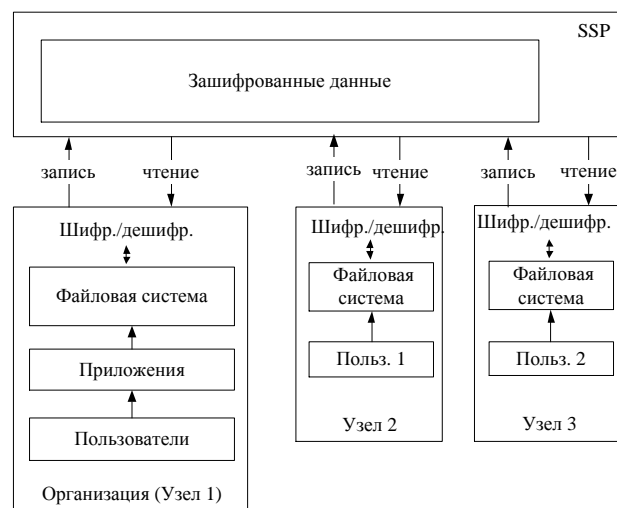 SSP
Зашифрованные данные
запись
чтение
запись
чтение
запись
чтение
Шифр./дешифр.
Файловая система
Приложения
Пользователи
Организация (Узел 1)
Шифр./дешифр.
Файловая
система
Польз. 1
Узел 2
Шифр./дешифр.
Файловая
система
Польз. 2
Узел 3